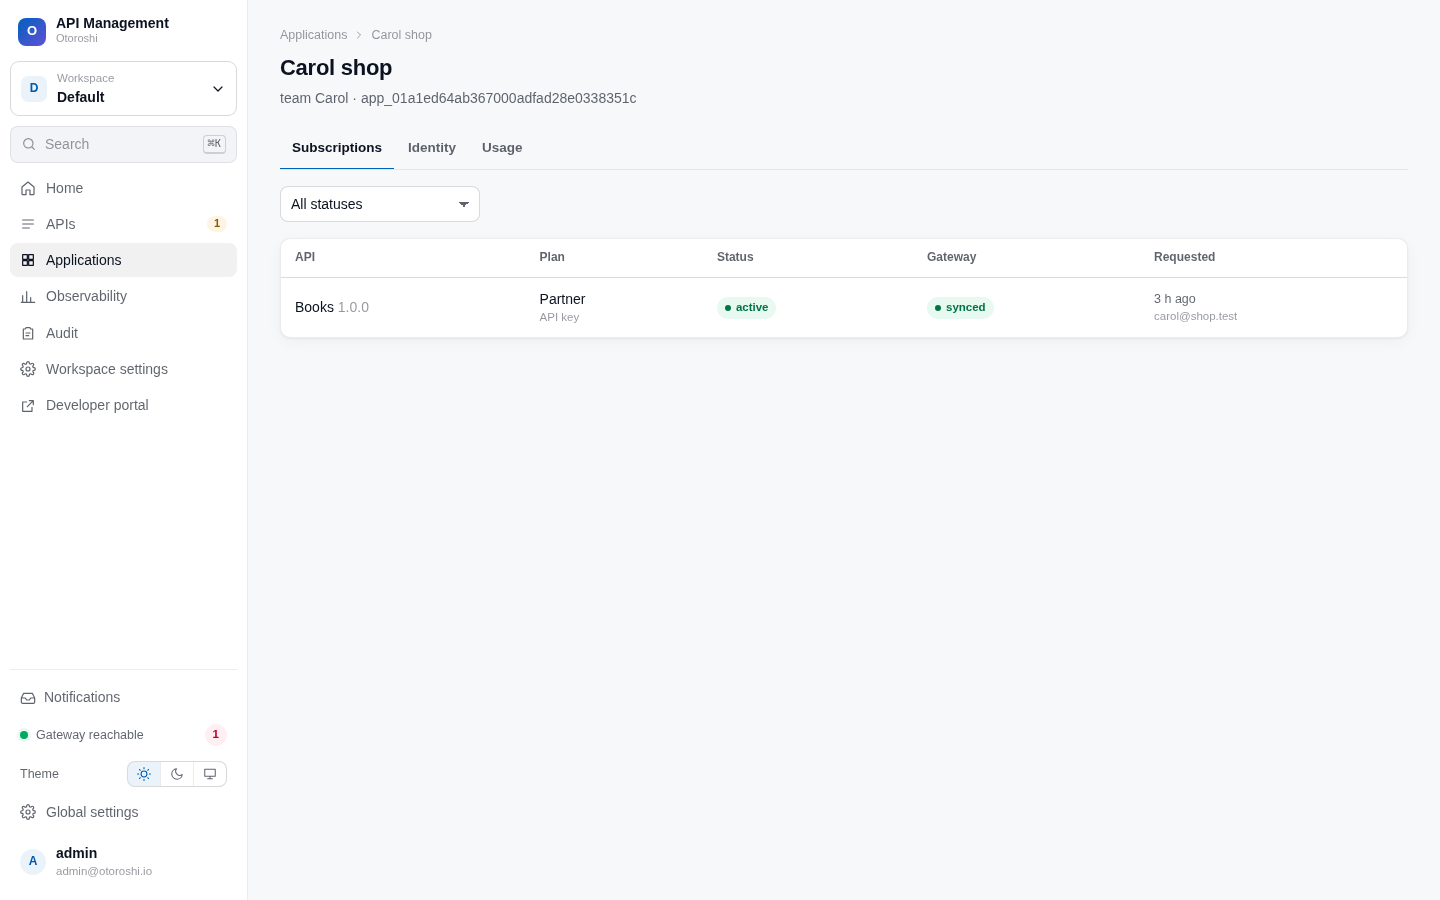 O
API Management
Otoroshi
D
Workspace
Default
Search
⌘K
Home
APIs
1
Applications
Observability
Audit
Workspace settings
Developer portal
Notifications
Gateway reachable
1
Theme
Global settings
A
admin
admin@otoroshi.io
Applications > Carol shop
Carol shop
team Carol · app_01a1ed64ab367000adfad28e0338351c
Subscriptions Identity Usage
All statuses
API Plan Status Gateway Requested
Books 1.0.0
Partner
API key
active
synced
3 h ago
carol@shop.test